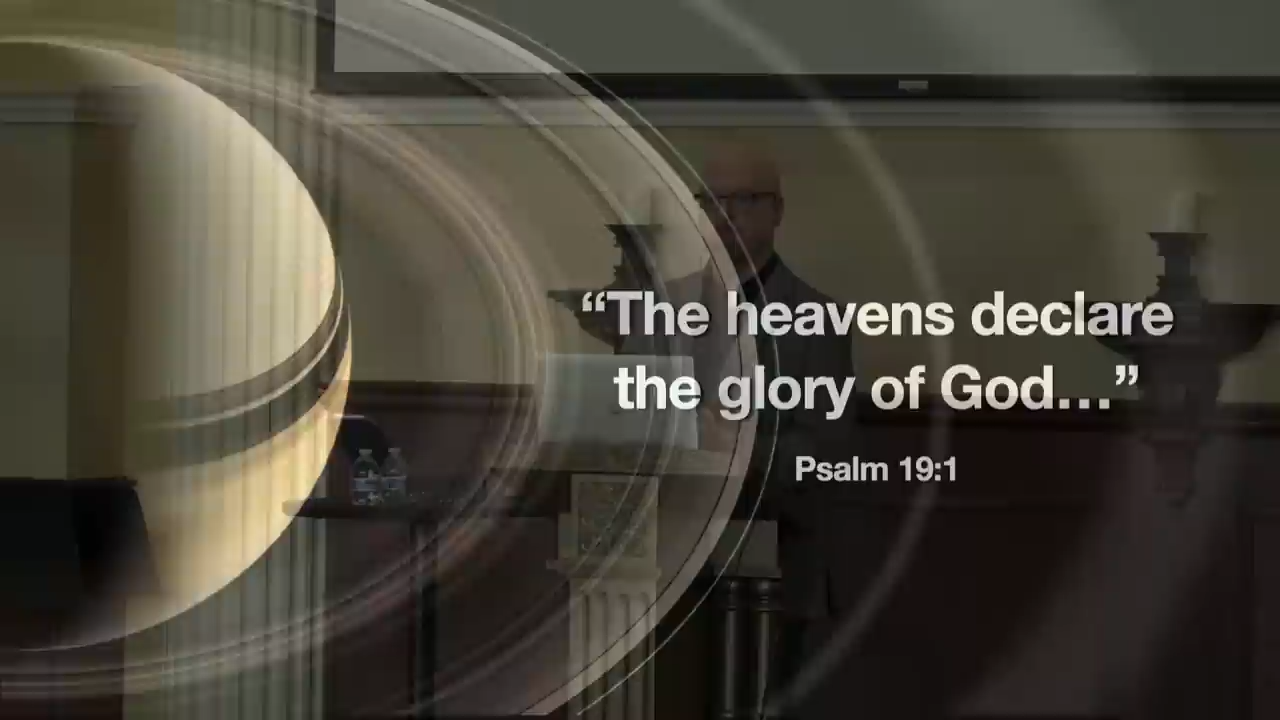 “The heavens declare
the glory of God…”
Psalm 19:1